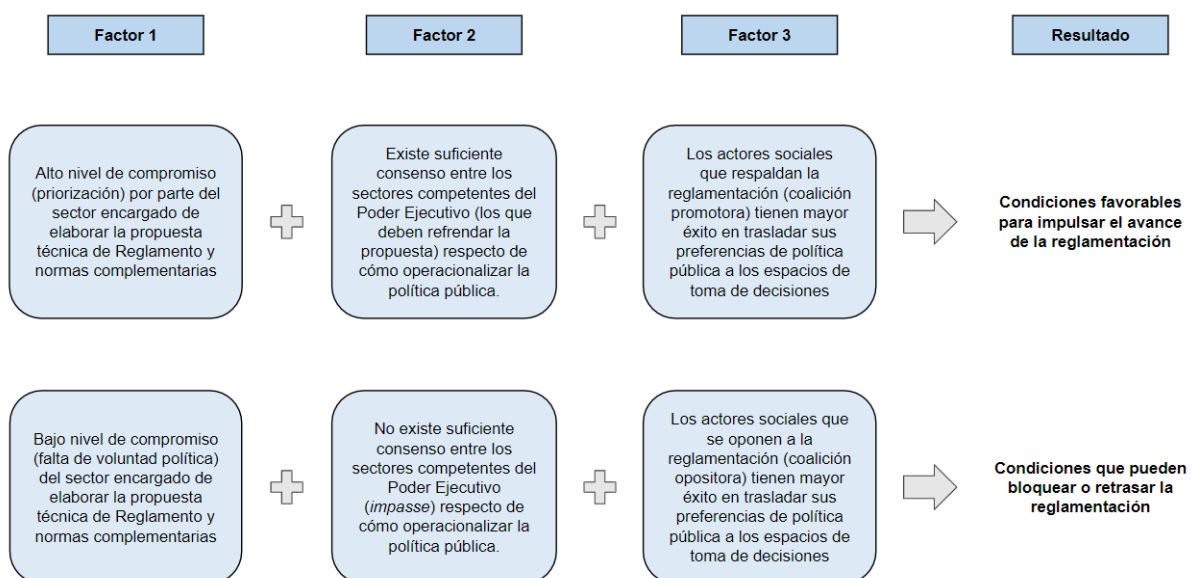 Factor 1
Factor 2
Factor 3
Resultado
Alto nivel de compromiso
(priorización) por parte del
sector encargado de
elaborar la propuesta
técnica de Reglamento y
normas complementarias
Existe suficiente
consenso entre los
sectores competentes del
Poder Ejecutivo (los que
deben refrendar la
propuesta) respecto de
cómo operacionalizar la
política pública.
Los actores sociales
que respaldan la
reglamentación (coalición
promotora) tienen mayor
éxito en trasladar sus
preferencias de política
pública a los espacios de
toma de decisiones
Condiciones favorables
para impulsar el avance
de la reglamentación
Bajo nivel de compromiso
(falta de voluntad política)
del sector encargado de
elaborar la propuesta
técnica de Reglamento y
normas complementarias
No existe suficiente
consenso entre los
sectores competentes del
Poder Ejecutivo
(impasse) respecto de
cómo operacionalizar la
política pública.
Los actores sociales que
se oponen a la
reglamentación (coalición
opositora) tienen mayor
éxito en trasladar sus
preferencias de política
pública a los espacios de
toma de decisiones
Condiciones que pueden
bloquear o retrasar la
reglamentación